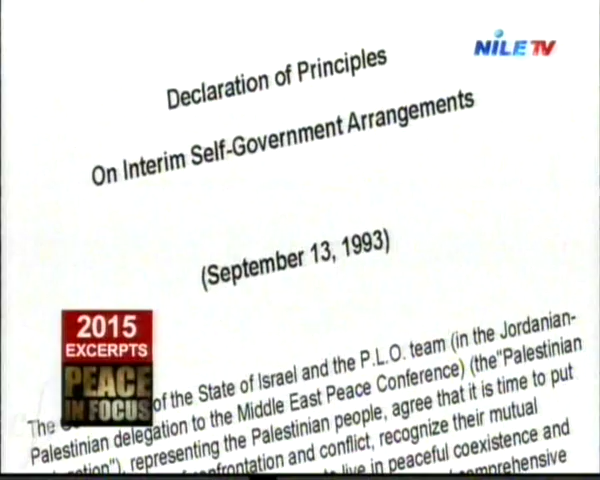 NILE TV
Declaration of Principles
On Interim Self-Government Arrangements
(September 13, 1993)
2015
EXCERPTS
PEACE
IN FOCUS
The of the State of Israel and the P.L.O. team (in the Jordanian-
Palestinian delegation to the Middle East Peace Conference) (the"Palestinian
representing the Palestinian people, agree that it is time to put
and conflict, recognize their mutual
live in peaceful coexistence and